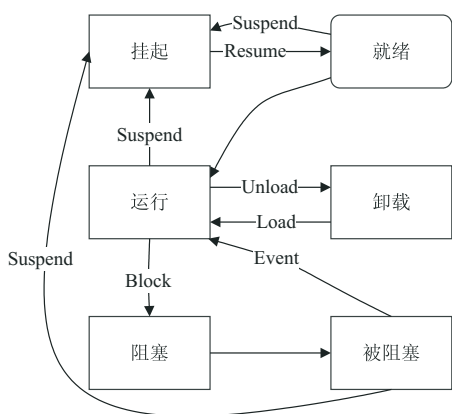 Suspend
挂起
Resume
就绪
Suspend
运行
Unload
卸载
Load
Suspend
Event
Block
阻塞
被阻塞